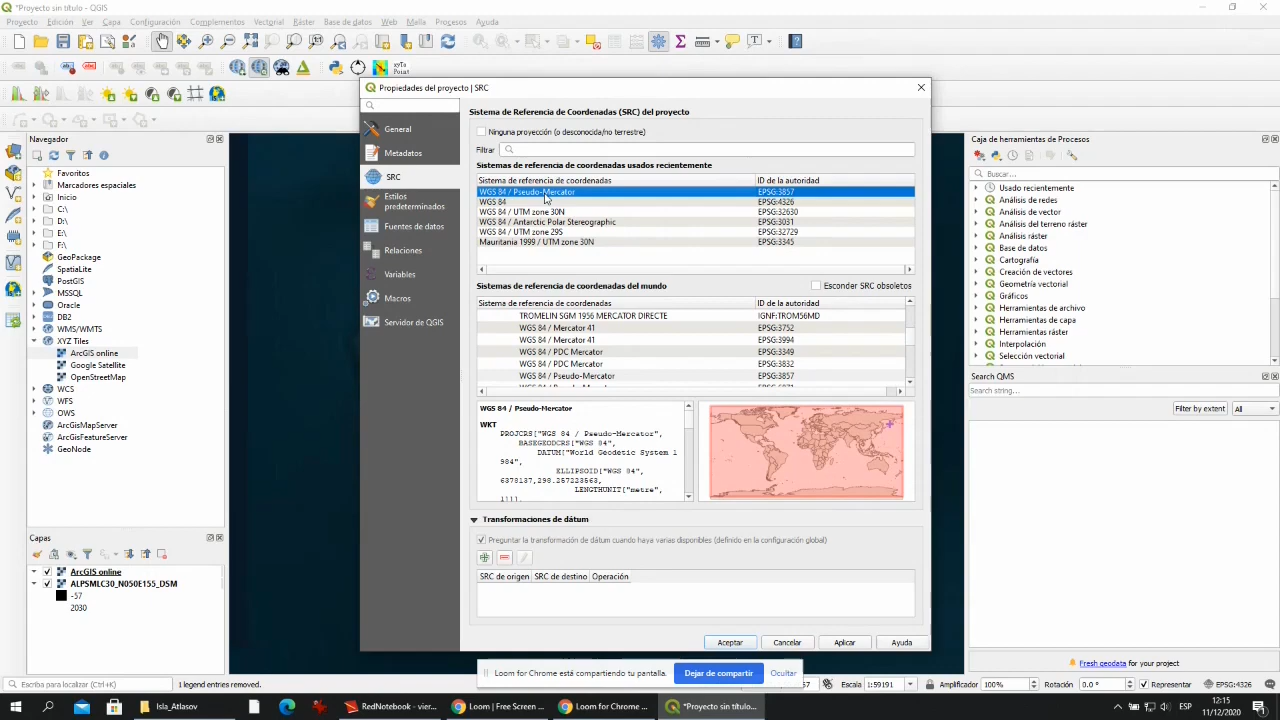 *Proyecto sin título - QGIS
Proyecto Edición Ver Capa Configuración Complementos Vectorial Ráster Base de datos Web Malla Procesos Ayuda
xyTo
Point
Propiedades del proyecto | SRC
General
Metadatos
SRC
Estilos
predeterminados
Fuentes de datos
Relaciones
Variables
Macros
Servidor de QGIS
Sistema de Referencia de Coordenadas (SRC) del proyecto
Ninguna proyección (o desconocida/no terrestre)
Filtrar
Sistemas de referencia de coordenadas usados recientemente
Sistema de referencia de coordenadas ID de la autoridad
WGS 84 / Pseudo-Mercator EPSG:3857
WGS 84 EPSG:4326
WGS 84 / UTM zone 30N EPSG:32630
WGS 84 / Antarctic Polar Stereographic EPSG:3031
WGS 84 / UTM zone 29S EPSG:32729
Mauritania 1999 / UTM zone 30N EPSG:3345
Sistemas de referencia de coordenadas del mundo Esconder SRC obsoletos
Sistema de referencia de coordenadas ID de la autoridad
TROMELIN SGM 1956 MERCATOR DIRECTE IGNF:TROM56MD
WGS 84 / Mercator 41 EPSG:3752
WGS 84 / Mercator 41 EPSG:3994
WGS 84 / PDC Mercator EPSG:3349
WGS 84 / PDC Mercator EPSG:3832
WGS 84 / Pseudo-Mercator EPSG:3857
WGS 84 / Pseudo-Mercator
WKT
PROJCRS["WGS 84 / Pseudo-Mercator",
BASEGEODCRS["WGS 84",
DATUM["World Geodetic System 1
984",
ELLIPSOID["WGS 84",
6378137,298.257223563,
LENGTHUNIT["metre",
1]]],
Transformaciones de dátum
Preguntar la transformación de dátum cuando haya varias disponibles (definido en la configuración global)
SRC de origen SRC de destino Operación
Aceptar Cancelar Aplicar Ayuda
Navegador
Favoritos
Marcadores espaciales
Inicio
C:\
D:\
E:\
F:\
GeoPackage
SpatiaLite
PostGIS
MSSQL
Oracle
DB2
WMS/WMTS
XYZ Tiles
ArcGIS online
Google Satellite
OpenStreetMap
WCS
WFS
OWS
ArcGisMapServer
ArcGisFeatureServer
GeoNode
Capas
ArcGIS online
ALPSMLC30_N050E155_DSM
-57
2030
Caja de herramientas de Procesos
Buscar...
Usado recientemente
Análisis de redes
Análisis de vector
Análisis del terreno ráster
Análisis ráster
Base de datos
Cartografía
Creación de vectores
Geometría vectorial
Gráficos
Herramientas de archivo
Herramientas de capa
Herramientas ráster
Interpolación
Selección vectorial
Search QMS
Search string...
Filter by extent All
Fresh geodata for your project
Loom for Chrome está compartiendo tu pantalla. Dejar de compartir Ocultar
Escriba para localizar (Ctrl+K) 1 legend entries removed. Escala 1:59191 Amplificador 100% Rotación 0.0 ° Representar EPSG:4326
Isla_Atlasov RedNotebook - vier... Loom | Free Screen ... Loom for Chrome ... *Proyecto sin título... ESP 12:15
11/12/2020